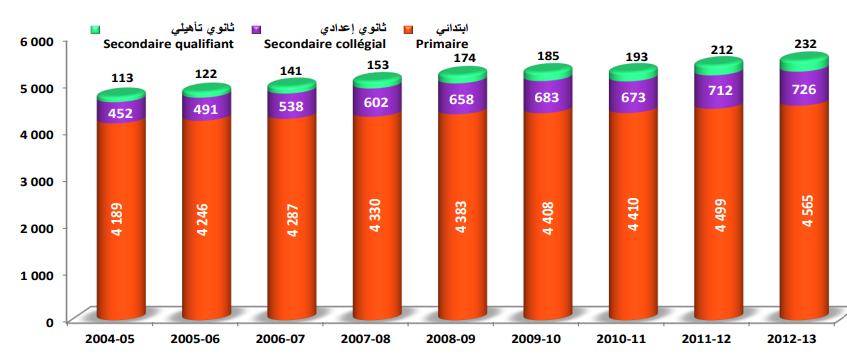 ثانوي تأهيلي
Secondaire qualifiant
ثانوي إعدادي
Secondaire collégial
ابتدائي
Primaire
6 000
5 000
4 000
3 000
2 000
1 000
0
113 122 141 153 174 185 193 212 232
452 491 538 602 658 683 673 712 726
4 189 4 246 4 287 4 330 4 383 4 408 4 410 4 499 4 565
2004-05 2005-06 2006-07 2007-08 2008-09 2009-10 2010-11 2011-12 2012-13